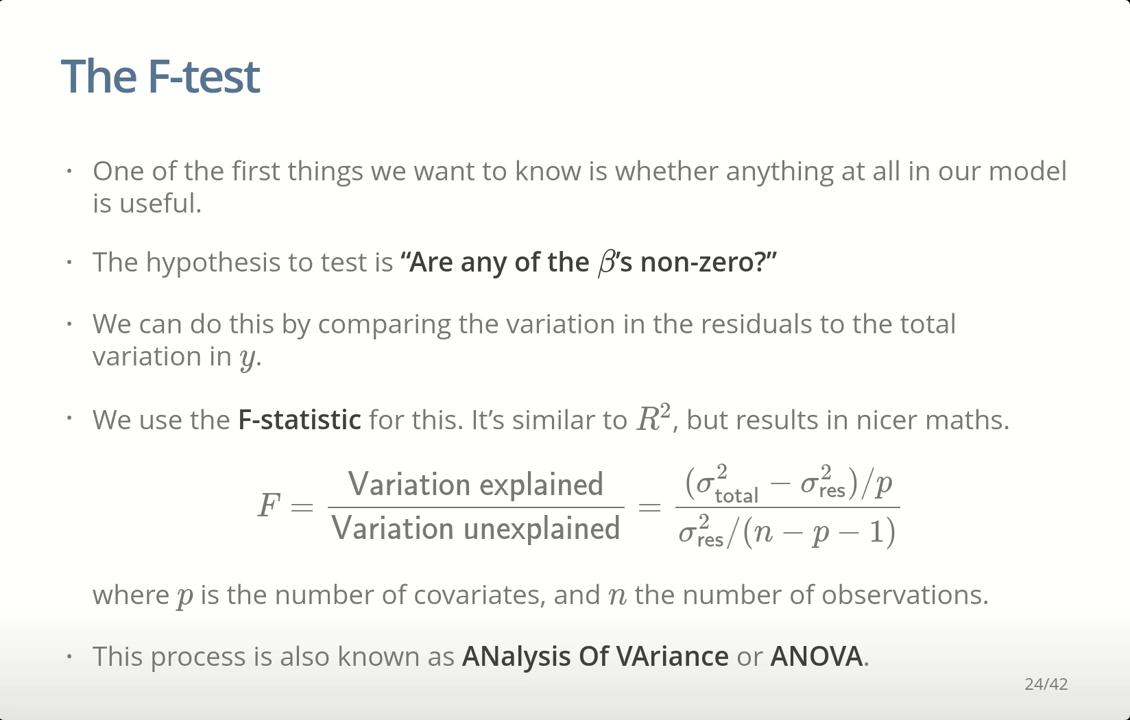 The F-test
· One of the first things we want to know is whether anything at all in our model
is useful.
· The hypothesis to test is “Are any of the β’s non-zero?”
· We can do this by comparing the variation in the residuals to the total
variation in y.
· We use the F-statistic for this. It’s similar to R², but results in nicer maths.
F = Variation explained / Variation unexplained = (σ²_total − σ²_res)/p / σ²_res/(n − p − 1)
where p is the number of covariates, and n the number of observations.
· This process is also known as ANalysis Of VAriance or ANOVA.
24/42